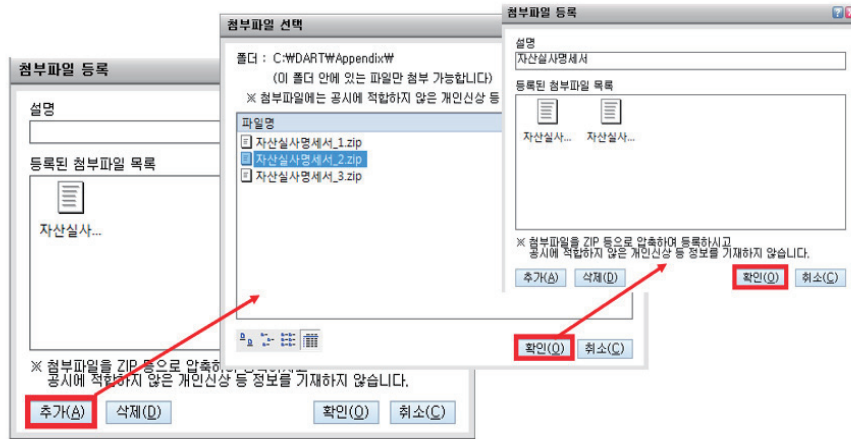 첨부파일 등록
설명
등록된 첨부파일 목록
자산실사...
※ 첨부파일을 ZIP 등으로 압축하
공시에 적합하지 않은 개인신상 등 정보를 기재하지 않습니다.
추가(A)
삭제(D)
확인(O)
취소(C)
첨부파일 선택
폴더 : C:₩DART₩Appendix₩
(이 폴더 안에 있는 파일만 첨부 가능합니다)
※ 첨부파일에는 공시에 적합하지 않은 개인신상 등
파일명
자산실사명세서_1.zip
자산실사명세서_2.zip
자산실사명세서_3.zip
확인(O)
취소(C)
첨부파일 등록
설명
자산실사명세서
등록된 첨부파일 목록
자산실사...
자산실사...
※ 첨부파일을 ZIP 등으로 압축하여 등록하시고
공시에 적합하지 않은 개인신상 등 정보를 기재하지 않습니다.
추가(A)
삭제(D)
확인(O)
취소(C)